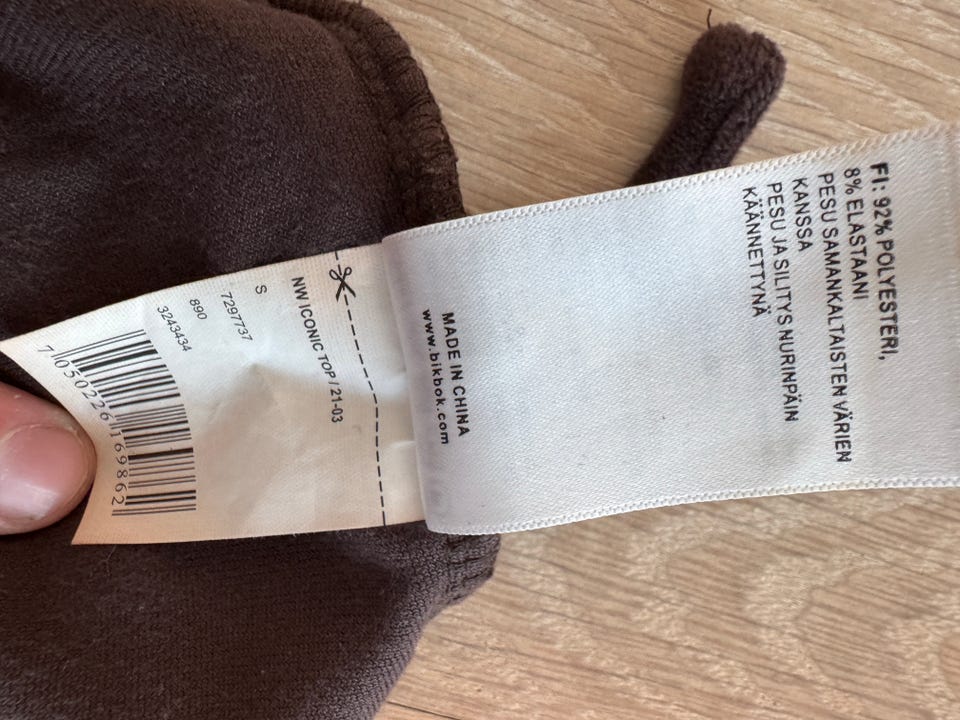 FI: 92% POLYESTERI,
8% ELASTAANI
PESU SAMANKALTAISTEN VÄRIEN
KANSSA
PESU JA SILITYS NURINPÄIN
KÄÄNNETTYNÄ
MADE IN CHINA
www.bikbok.com
NW ICONIC TOP / 21-03
S
7297737
890
3243434
7050226169862